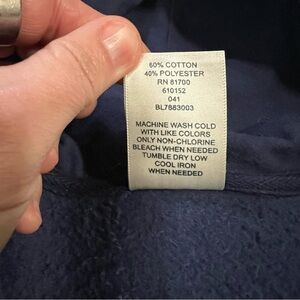 60% COTTON
40% POLYESTER
RN 81700
610152
041
BL7883003
MACHINE WASH COLD
WITH LIKE COLORS
ONLY NON-CHLORINE
BLEACH WHEN NEEDED
TUMBLE DRY LOW
COOL IRON
WHEN NEEDED